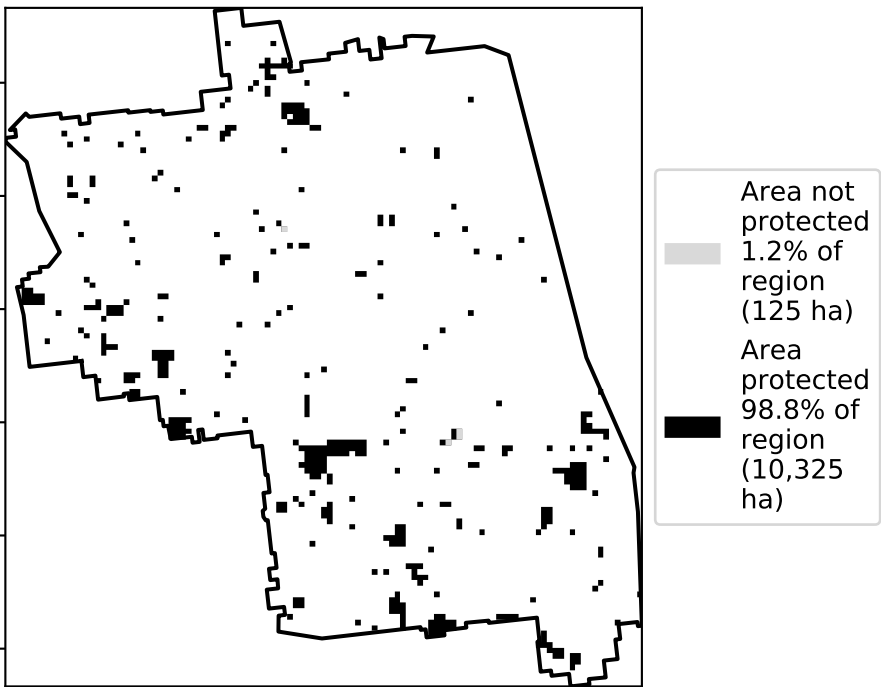 Area not
protected
1.2% of
region
(125 ha)
Area
protected
98.8% of
region
(10,325
ha)